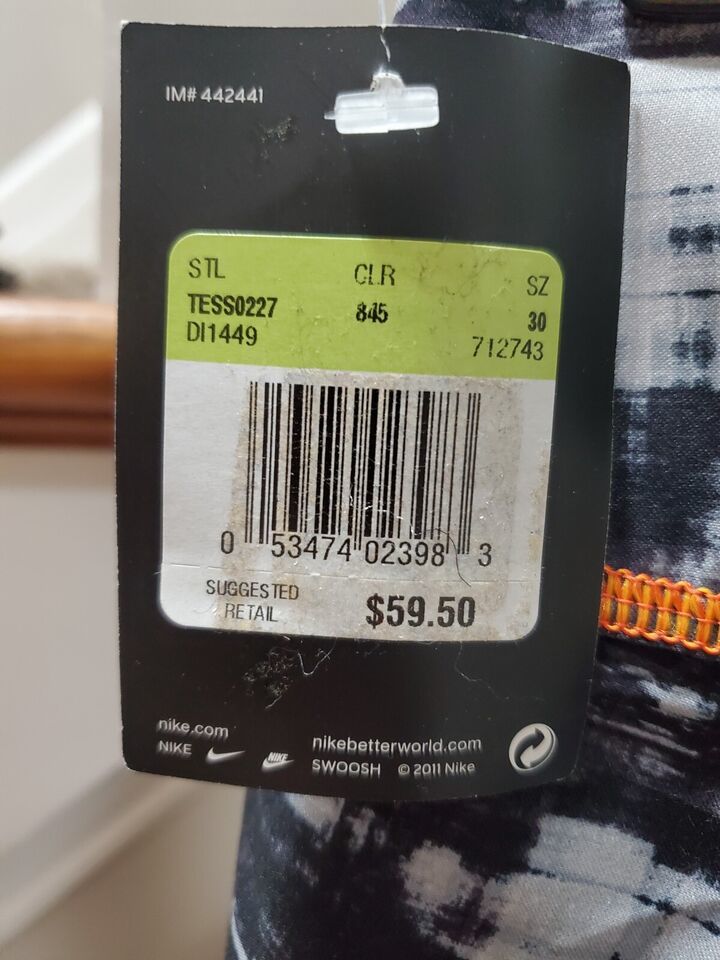 IM# 442441
STL CLR SZ
TESS0227 845 30
DI1449 712743
0 53474 02398 3
SUGGESTED
RETAIL $59.50
nike.com
NIKE NIKE
nikebetterworld.com
SWOOSH © 2011 Nike